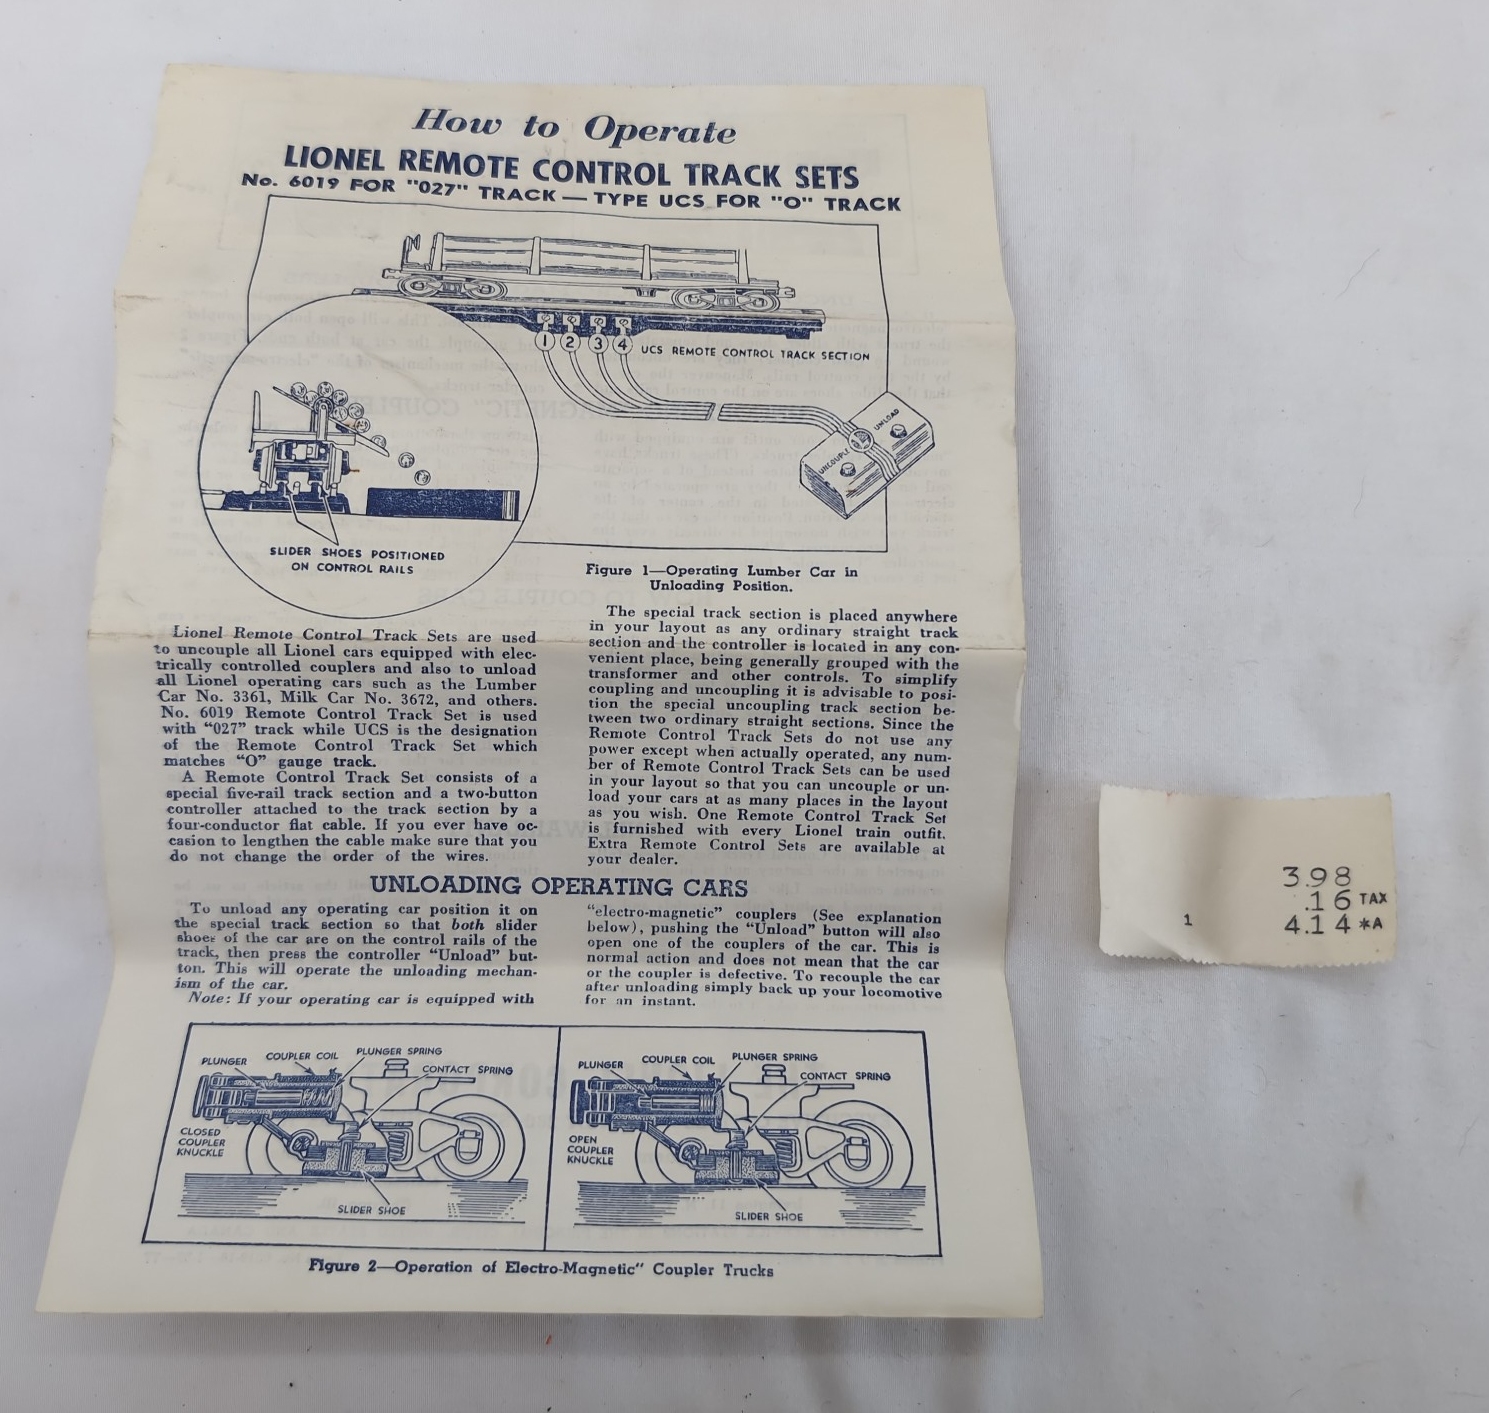 How to Operate
LIONEL REMOTE CONTROL TRACK SETS
No. 6019 FOR "027" TRACK — TYPE UCS FOR "O" TRACK
1 2 3 4
UCS REMOTE CONTROL TRACK SECTION
UNCOUPLE
UNLOAD
SLIDER SHOES POSITIONED
ON CONTROL RAILS
Figure 1—Operating Lumber Car in
Unloading Position.
Lionel Remote Control Track Sets are used
to uncouple all Lionel cars equipped with elec-
trically controlled couplers and also to unload
all Lionel operating cars such as the Lumber
Car No. 3361, Milk Car No. 3672, and others.
No. 6019 Remote Control Track Set is used
with "027" track while UCS is the designation
of the Remote Control Track Set which
matches "O" gauge track.
A Remote Control Track Set consists of a
special five-rail track section and a two-button
controller attached to the track section by a
four-conductor flat cable. If you ever have oc-
casion to lengthen the cable make sure that you
do not change the order of the wires.
The special track section is placed anywhere
in your layout as any ordinary straight track
section and the controller is located in any con-
venient place, being generally grouped with the
transformer and other controls. To simplify
coupling and uncoupling it is advisable to posi-
tion the special uncoupling track section be-
tween two ordinary straight sections. Since the
Remote Control Track Sets do not use any
power except when actually operated, any num-
ber of Remote Control Track Sets can be used
in your layout so that you can uncouple or un-
load your cars at as many places in the layout
as you wish. One Remote Control Track Set
is furnished with every Lionel train outfit.
Extra Remote Control Sets are available at
your dealer.
UNLOADING OPERATING CARS
To unload any operating car position it on
the special track section so that both slider
shoes of the car are on the control rails of the
track, then press the controller "Unload" but-
ton. This will operate the unloading mechan-
ism of the car.
Note: If your operating car is equipped with
"electro-magnetic" couplers (See explanation
below), pushing the "Unload" button will also
open one of the couplers of the car. This is
normal action and does not mean that the car
or the coupler is defective. To recouple the car
after unloading simply back up your locomotive
for an instant.
PLUNGER
COUPLER COIL
PLUNGER SPRING
CONTACT SPRING
CLOSED
COUPLER
KNUCKLE
SLIDER SHOE
PLUNGER
COUPLER COIL
PLUNGER SPRING
CONTACT SPRING
OPEN
COUPLER
KNUCKLE
SLIDER SHOE
Figure 2—Operation of Electro-Magnetic" Coupler Trucks
3.98
.16 TAX
1 4.14 *A